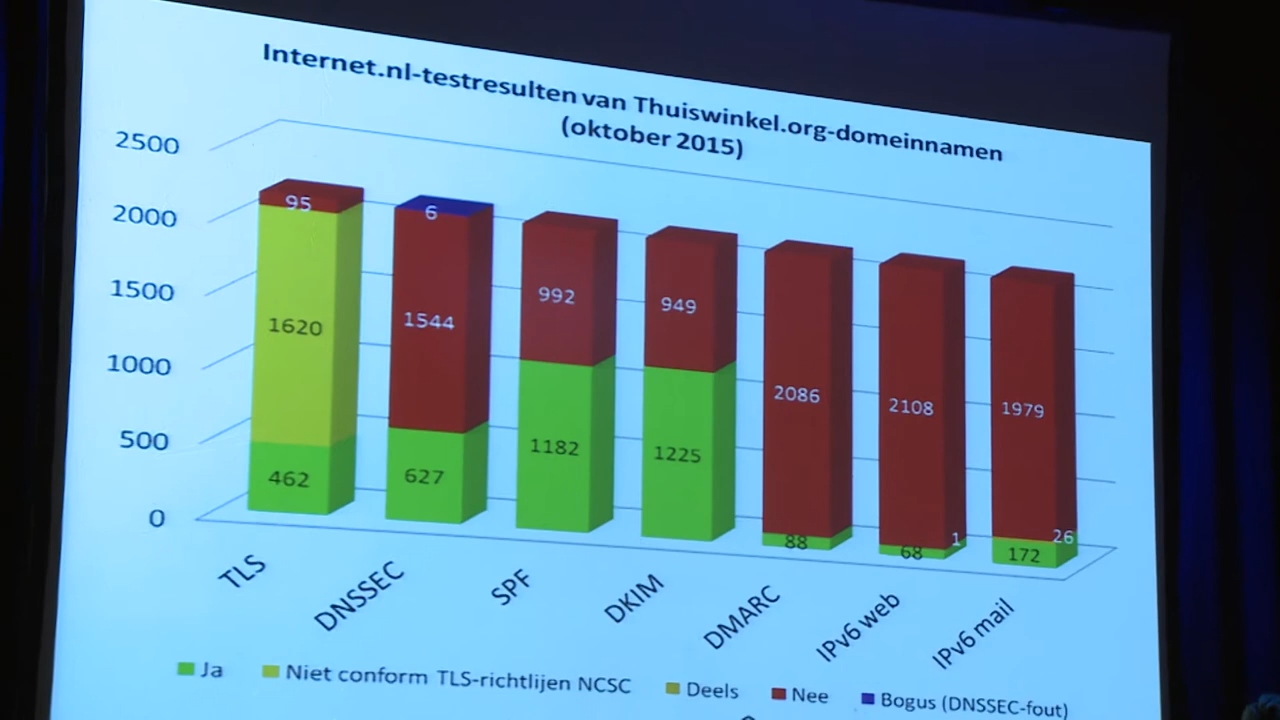 Internet.nl-testresulten van Thuiswinkel.org-domeinnamen
(oktober 2015)
2500
2000
1500
1000
500
0
95
1620
462
6
1544
627
992
1182
949
1225
2086
88
2108
1
68
1979
26
172
TLS
DNSSEC
SPF
DKIM
DMARC
IPv6 web
IPv6 mail
Ja
Niet conform TLS-richtlijen NCSC
Deels
Nee
Bogus (DNSSEC-fout)